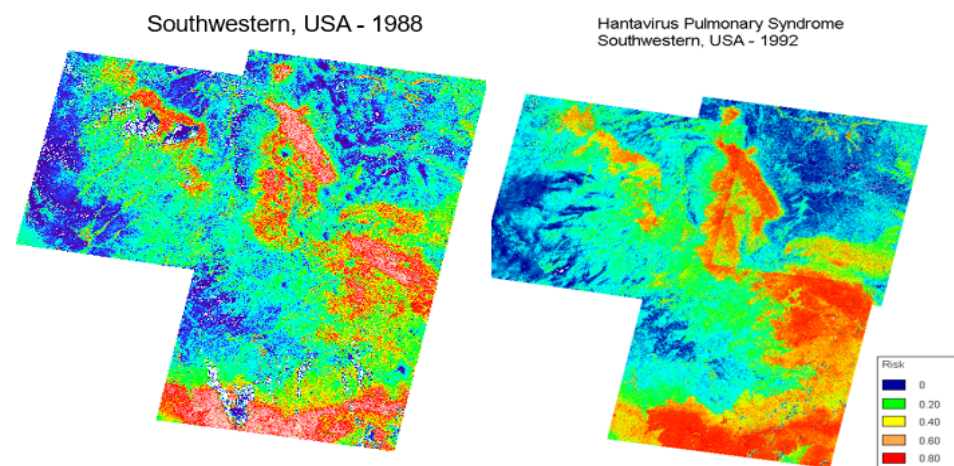 Southwestern, USA - 1988
Hantavirus Pulmonary Syndrome
Southwestern, USA - 1992
Risk
0
0.20
0.40
0.60
0.80